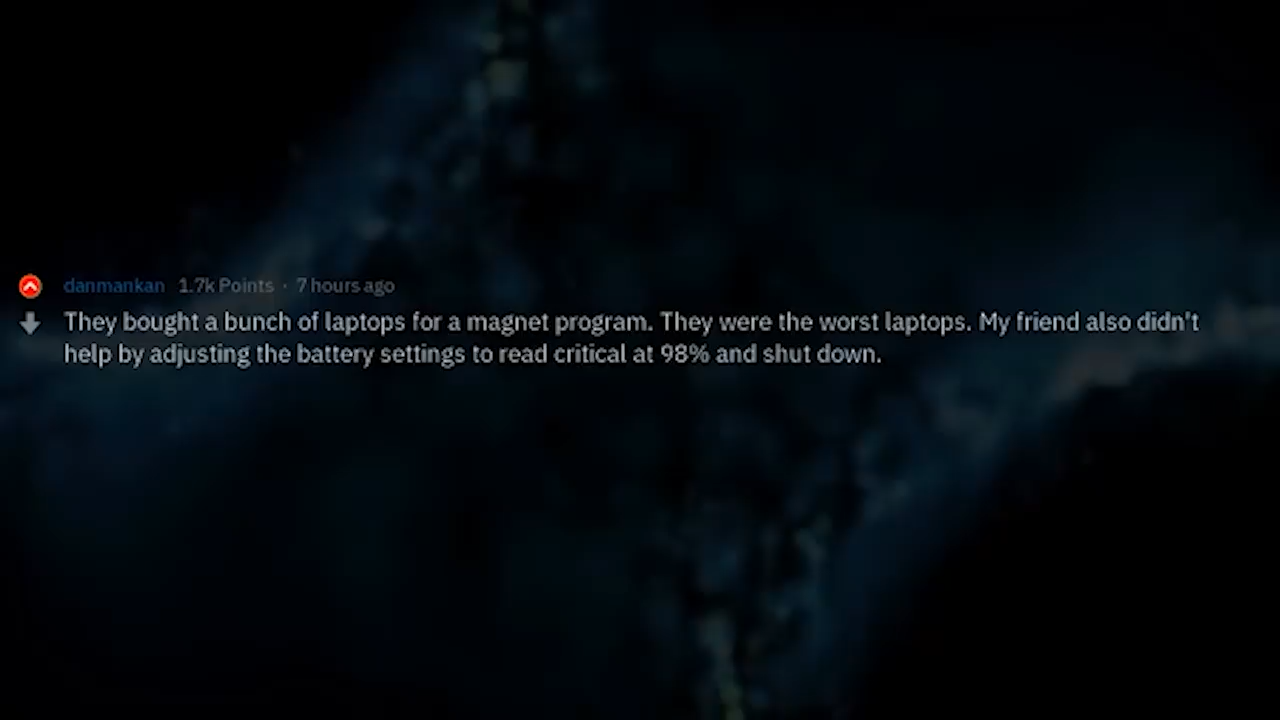 danmankan 1.7k Points · 7 hours ago
They bought a bunch of laptops for a magnet program. They were the worst laptops. My friend also didn't
help by adjusting the battery settings to read critical at 98% and shut down.